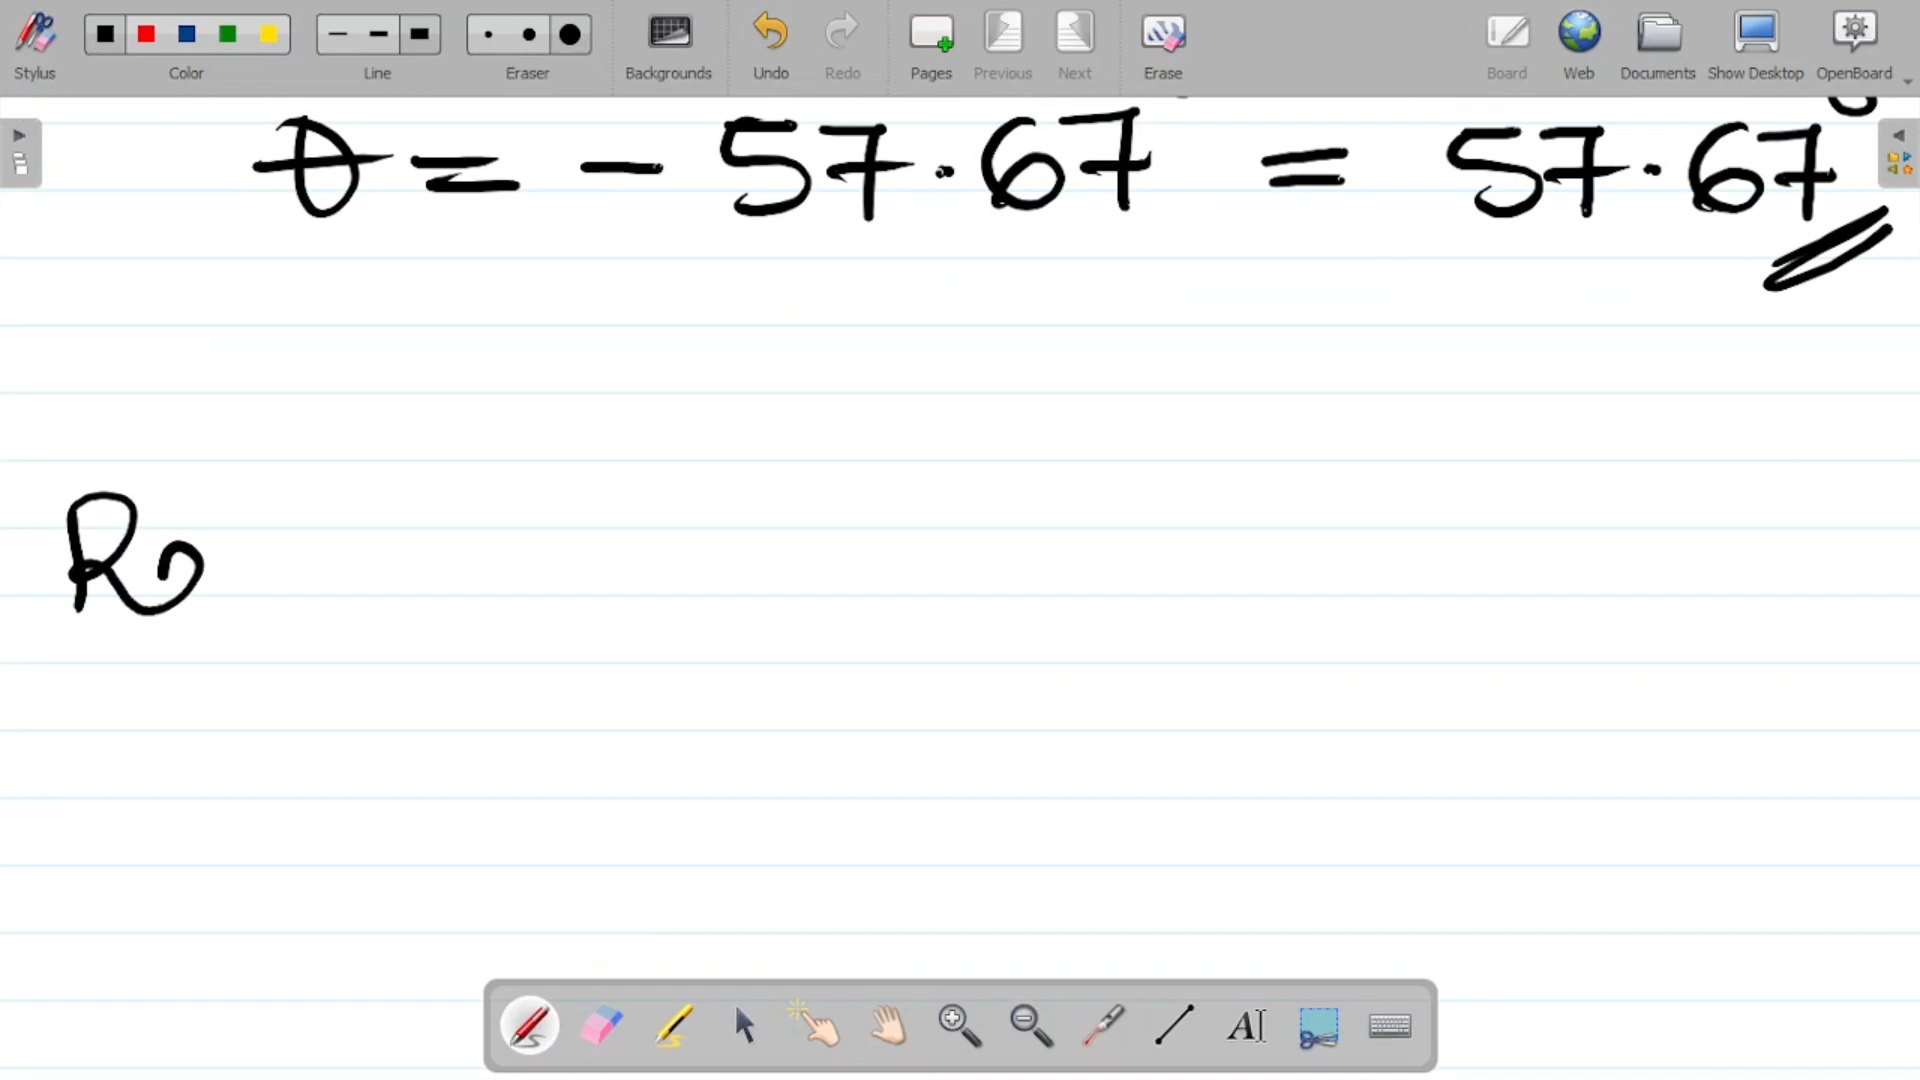 Stylus Color Line Eraser Backgrounds Undo Redo Pages Previous Next Erase Board Web Documents Show Desktop OpenBoard
θ = - 57.67 = 57.67°
R
AI